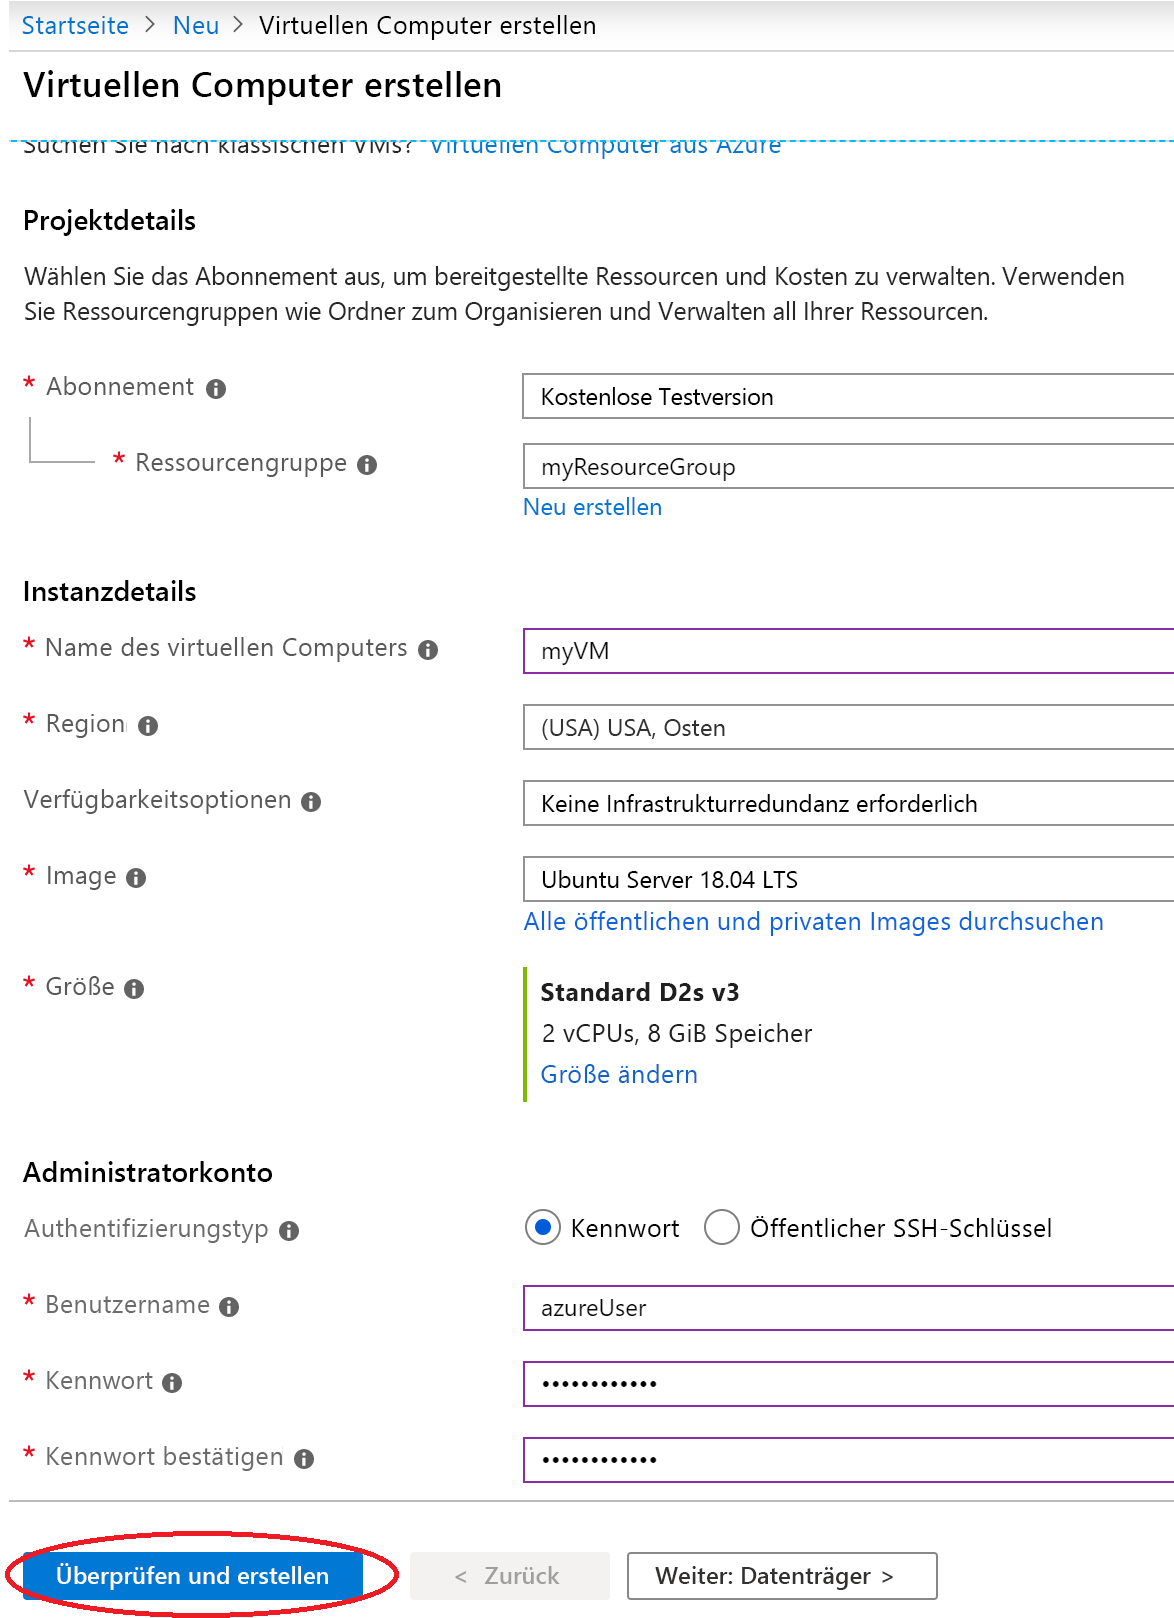 Startseite > Neu > Virtuellen Computer erstellen
Virtuellen Computer erstellen
Suchen Sie nach klassischen VMs? Virtuellen Computer aus Azure
Projektdetails
Wählen Sie das Abonnement aus, um bereitgestellte Ressourcen und Kosten zu verwalten. Verwenden
Sie Ressourcengruppen wie Ordner zum Organisieren und Verwalten all Ihrer Ressourcen.
* Abonnement
Kostenlose Testversion
* Ressourcengruppe
myResourceGroup
Neu erstellen
Instanzdetails
* Name des virtuellen Computers
myVM
* Region
(USA) USA, Osten
Verfügbarkeitsoptionen
Keine Infrastrukturredundanz erforderlich
* Image
Ubuntu Server 18.04 LTS
Alle öffentlichen und privaten Images durchsuchen
* Größe
Standard D2s v3
2 vCPUs, 8 GiB Speicher
Größe ändern
Administratorkonto
Authentifizierungstyp
Kennwort Öffentlicher SSH-Schlüssel
* Benutzername
azureUser
* Kennwort
••••••••••••
* Kennwort bestätigen
••••••••••••
Überprüfen und erstellen < Zurück Weiter: Datenträger >